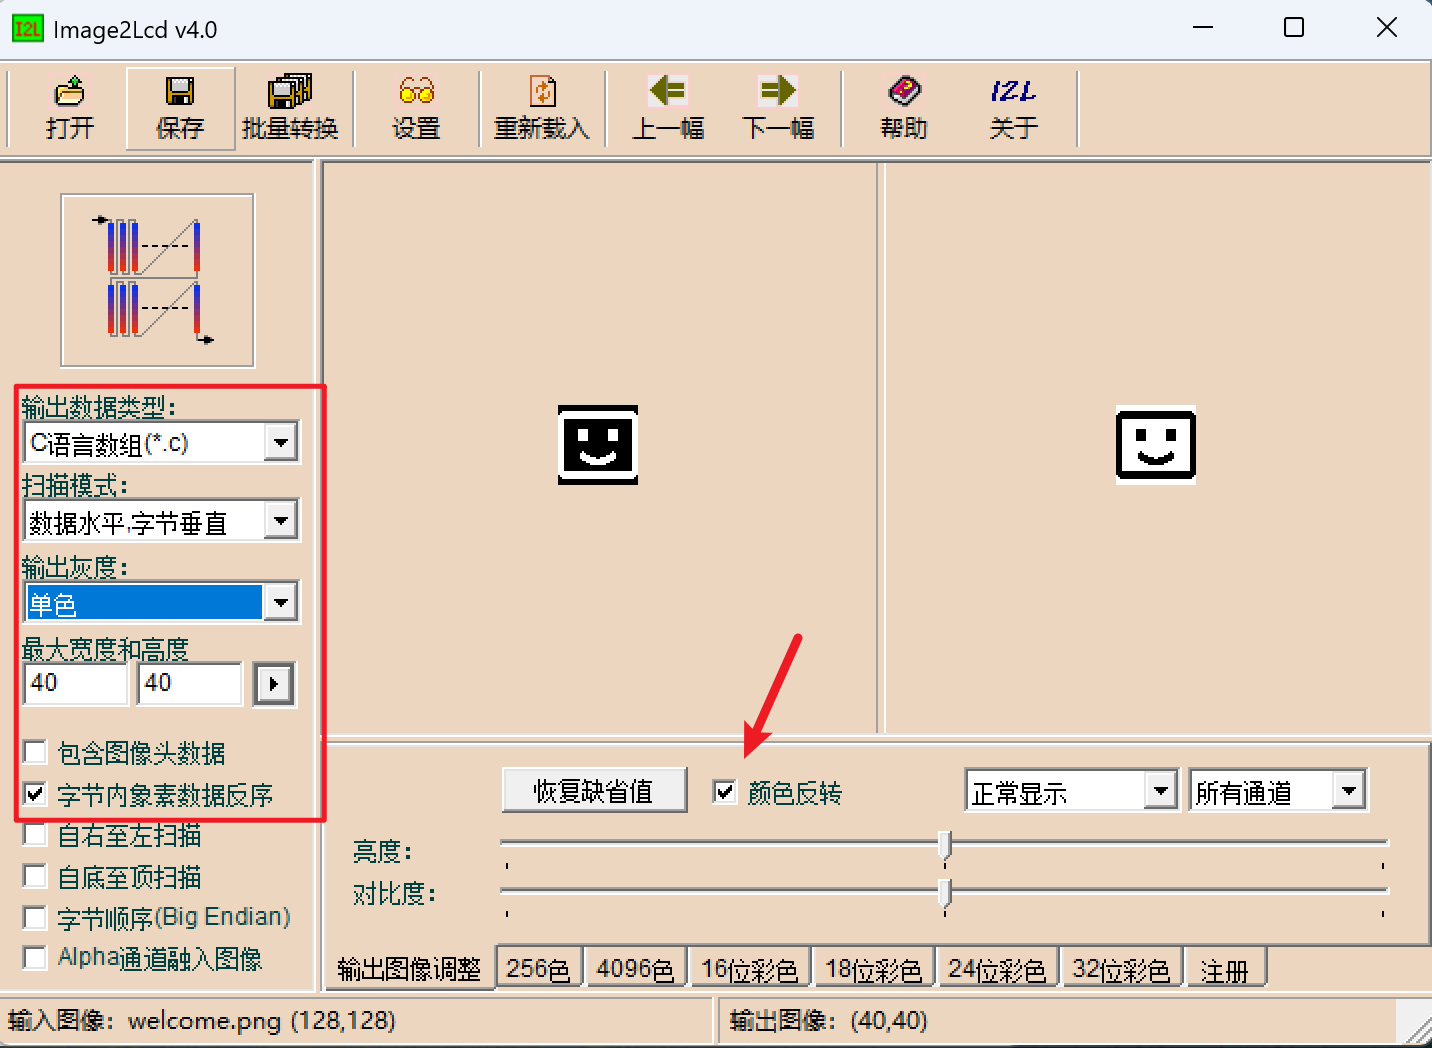 I2L Image2Lcd v4.0
打开 保存 批量转换 设置 重新载入 上一幅 下一幅 帮助 I2L 关于
输出数据类型:
C语言数组(*.c)
扫描模式:
数据水平,字节垂直
输出灰度:
单色
最大宽度和高度
40 40
包含图像头数据
字节内象素数据反序
自右至左扫描
自底至顶扫描
字节顺序(Big Endian)
Alpha通道融入图像
恢复缺省值 颜色反转 正常显示 所有通道
亮度:
对比度:
输出图像调整 256色 4096色 16位彩色 18位彩色 24位彩色 32位彩色 注册
输入图像: welcome.png (128,128) 输出图像: (40,40)